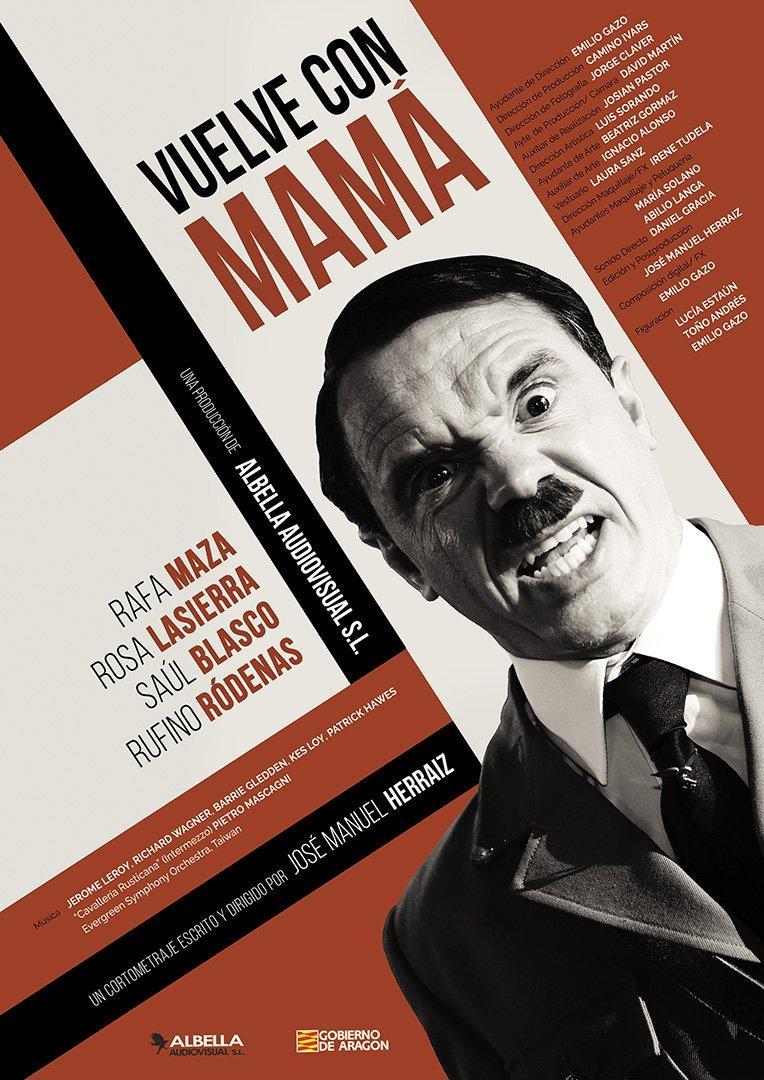 VUELVE CON
MAMÁ
Ayudante de Dirección EMILIO GAZO
Dirección de Producción CAMINO IVARS
Dirección de Fotografía JORGE CLAVER
Ayte de Producción/ Cámara DAVID MARTÍN
Auxiliar de Realización JOSIAN PASTOR
Dirección Artística LUIS SORANDO
Ayudante de Arte BEATRIZ GORMAZ
Auxiliar de Arte IGNACIO ALONSO
Vestuario LAURA SANZ
Dirección Maquillaje/ FX IRENE TUDELA
Ayudantes Maquillaje y Peluquería
MARÍA SOLANO
ABILIO LANGA
Sonido Directo DANIEL GRACIA
Edición y Postproducción
JOSÉ MANUEL HERRAIZ
Composición digital/ FX
EMILIO GAZO
Figuración LUCÍA ESTAÚN
TOÑO ANDRÉS
EMILIO GAZO
UNA PRODUCCIÓN DE ALBELLA AUDIOVISUAL S.L.
RAFA MAZA
ROSA LASIERRA
SAÚL BLASCO
RUFINO RÓDENAS
Música JEROME LEROY, RICHARD WAGNER, BARRIE GLEDDEN, KES LOY, PATRICK HAWES
"Cavalleria Rusticana" (Intermezzo) PIETRO MASCAGNI
Evergreen Symphony Orchestra, Taiwan
UN CORTOMETRAJE ESCRITO Y DIRIGIDO POR JOSÉ MANUEL HERRAIZ
ALBELLA
AUDIOVISUAL S.L.
GOBIERNO
DE ARAGON